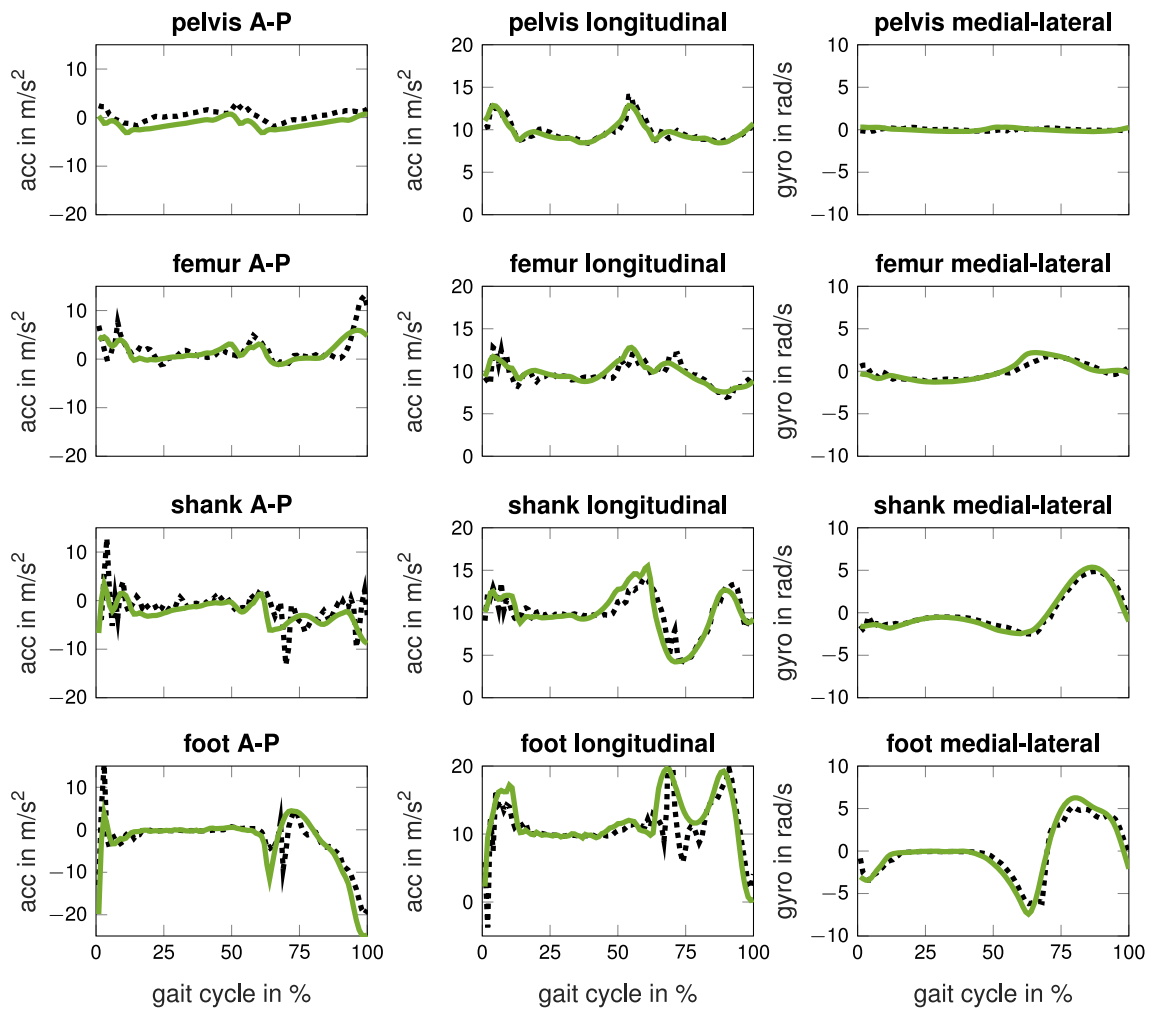 pelvis A-P
pelvis longitudinal
pelvis medial-lateral
acc in m/s²
10
0
−10
−20
acc in m/s²
20
15
10
5
0
gyro in rad/s
10
5
0
−5
−10
femur A-P
femur longitudinal
femur medial-lateral
acc in m/s²
10
0
−10
−20
acc in m/s²
20
15
10
5
0
gyro in rad/s
10
5
0
−5
−10
shank A-P
shank longitudinal
shank medial-lateral
acc in m/s²
10
0
−10
−20
acc in m/s²
20
15
10
5
0
gyro in rad/s
10
5
0
−5
−10
foot A-P
foot longitudinal
foot medial-lateral
acc in m/s²
10
0
−10
−20
acc in m/s²
20
10
0
gyro in rad/s
10
5
0
−5
−10
0 25 50 75 100
0 25 50 75 100
0 25 50 75 100
gait cycle in %
gait cycle in %
gait cycle in %